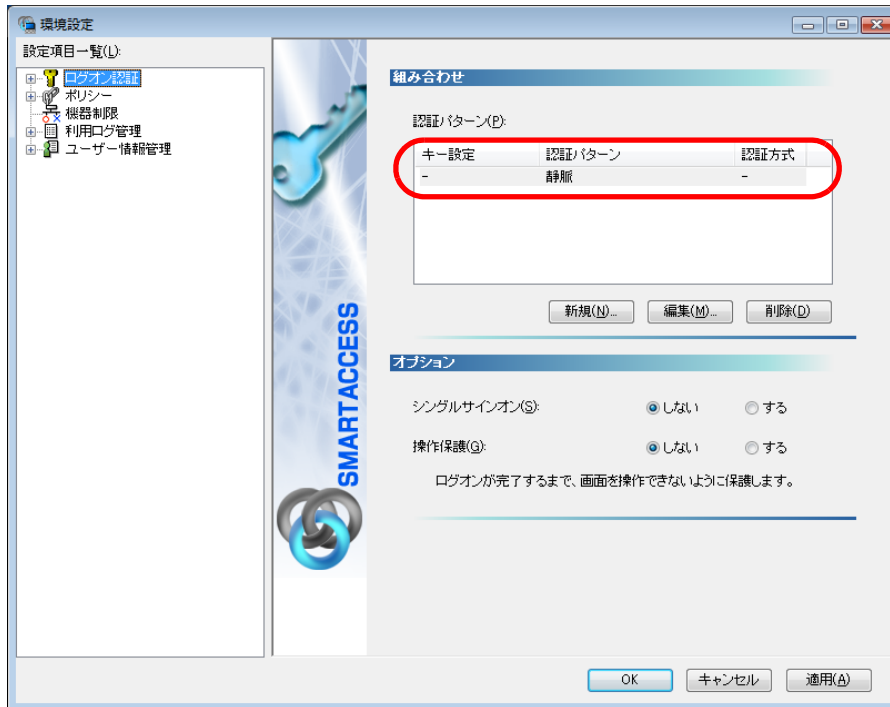 環境設定
設定項目一覧(L):
ログオン認証
ポリシー
機器制限
利用ログ管理
ユーザー情報管理
SMARTACCESS
組み合わせ
認証パターン(P):
キー設定 認証パターン 認証方式
- 静脈 -
新規(N)... 編集(M)... 削除(D)
オプション
シングルサインオン(S): しない する
操作保護(G): しない する
ログオンが完了するまで、画面を操作できないように保護します。
OK キャンセル 適用(A)